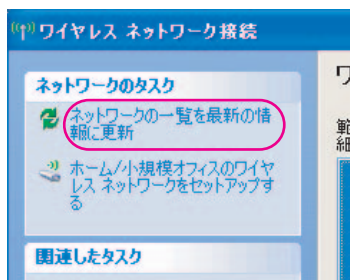 ワイヤレス ネットワーク接続
ネットワークのタスク
ネットワークの一覧を最新の情
報に更新
ホーム/小規模オフィスのワイヤ
レス ネットワークをセットアップす
る
関連したタスク
ワ
範
細